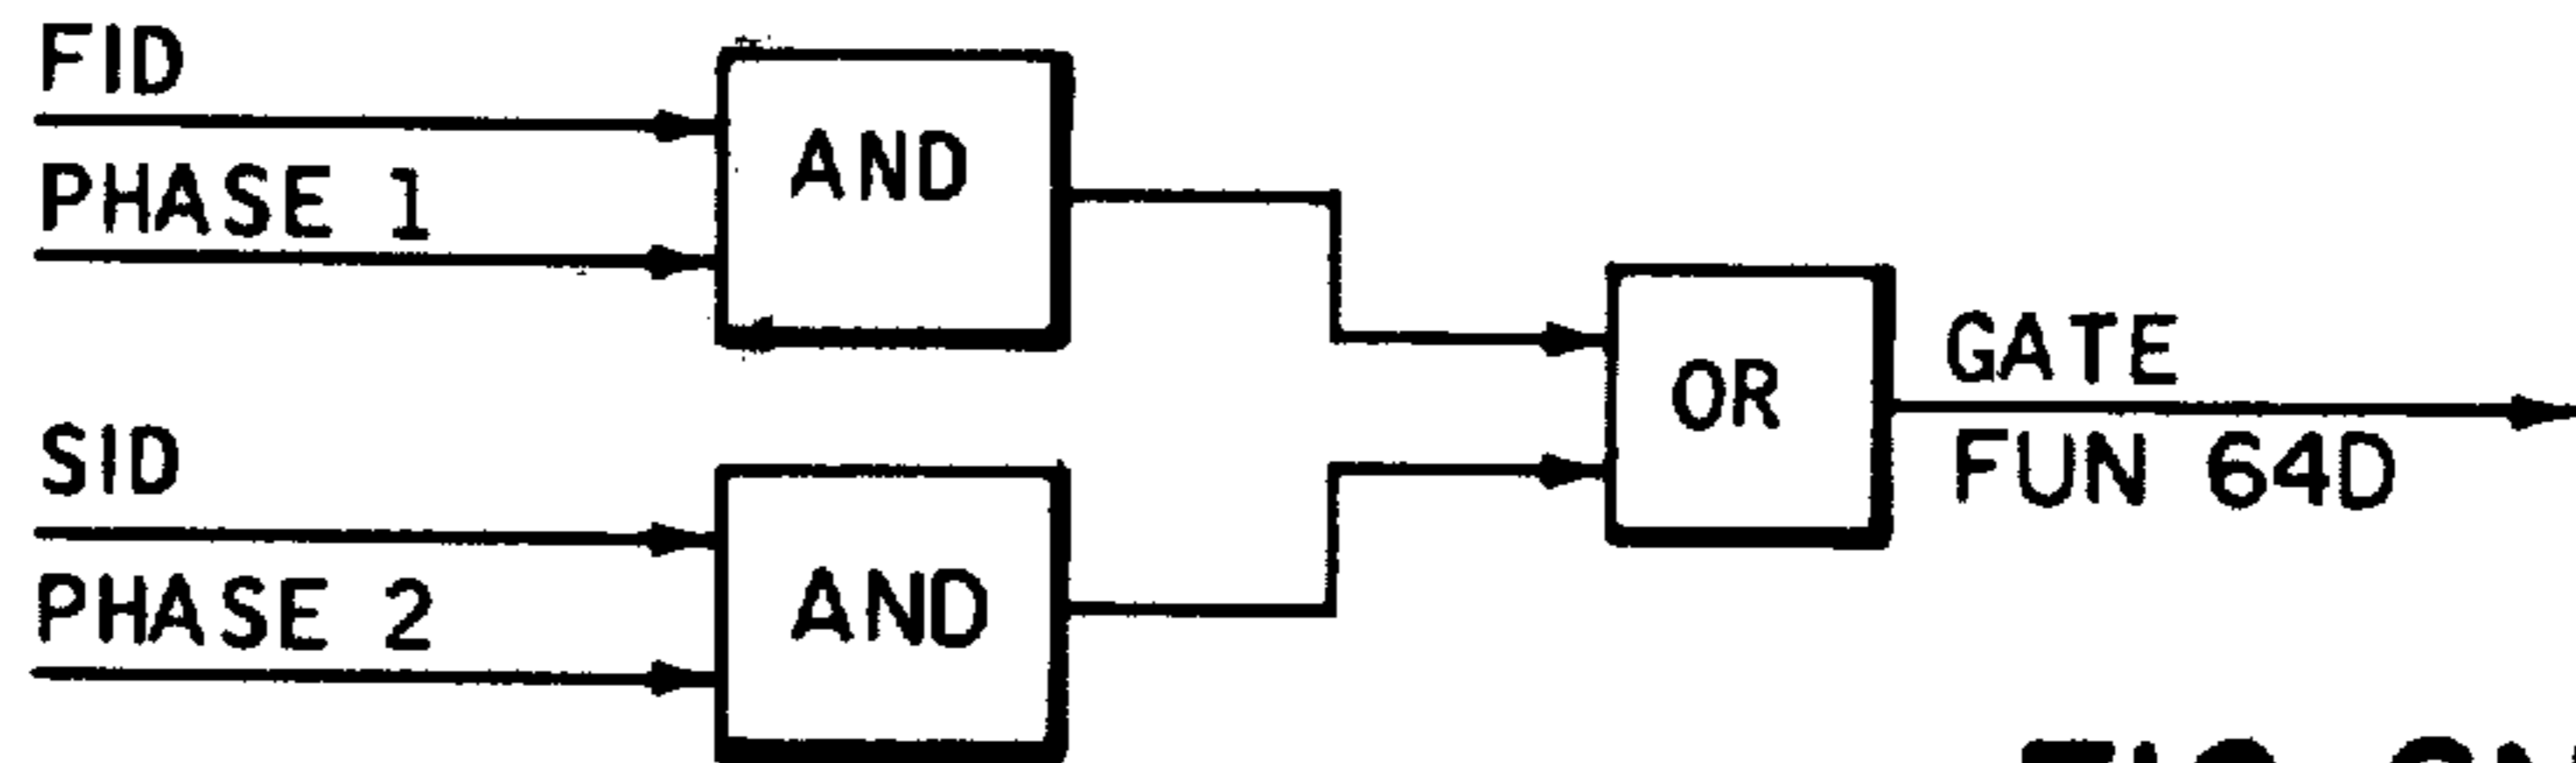 FID
PHASE 1
AND
SID
PHASE 2
AND
OR
GATE
FUN 64D